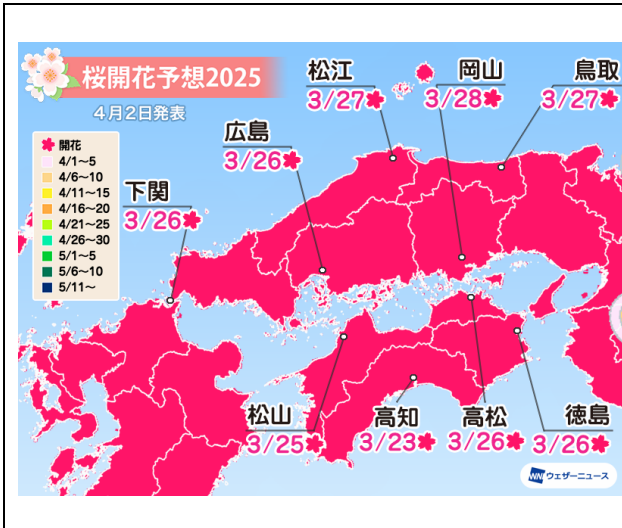 桜開花予想2025
4月2日発表
開花
4/1～5
4/6～10
4/11～15
4/16～20
4/21～25
4/26～30
5/1～5
5/6～10
5/11～
松江
3/27
岡山
3/28
鳥取
3/27
広島
3/26
下関
3/26
松山
3/25
高知
3/23
高松
3/26
徳島
3/26
WNI ウェザーニュース